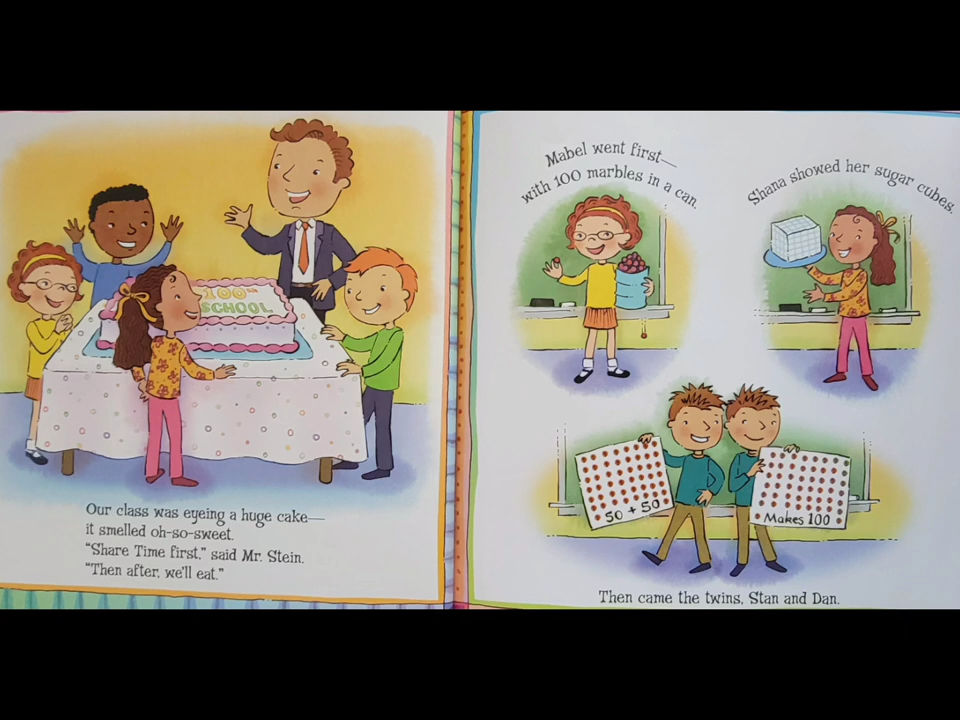 100TH
SCHOOL
Our class was eyeing a huge cake—
it smelled oh-so-sweet.
“Share Time first,” said Mr. Stein.
“Then after, we’ll eat.”
Mabel went first—
with 100 marbles in a can.
Shana showed her sugar cubes.
50 + 50
Makes 100
Then came the twins, Stan and Dan.